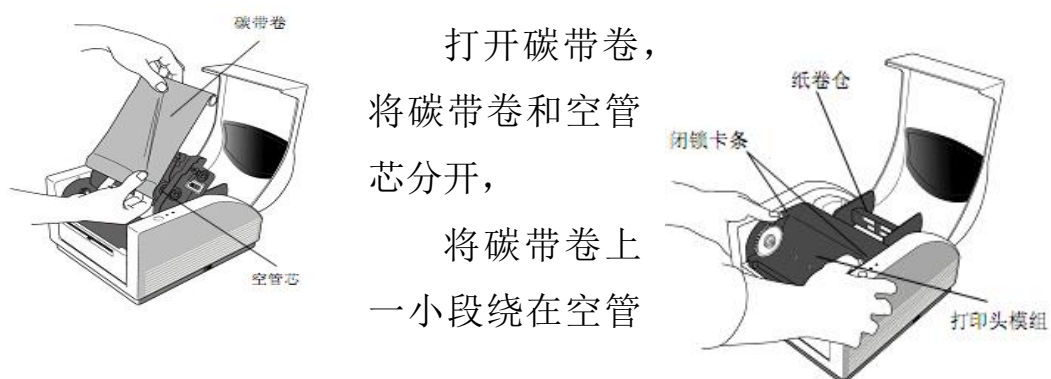 碳带卷
空管芯
打开碳带卷，
将碳带卷和空管
芯分开，
将碳带卷上
一小段绕在空管
纸卷仓
闭锁卡条
打印头模组